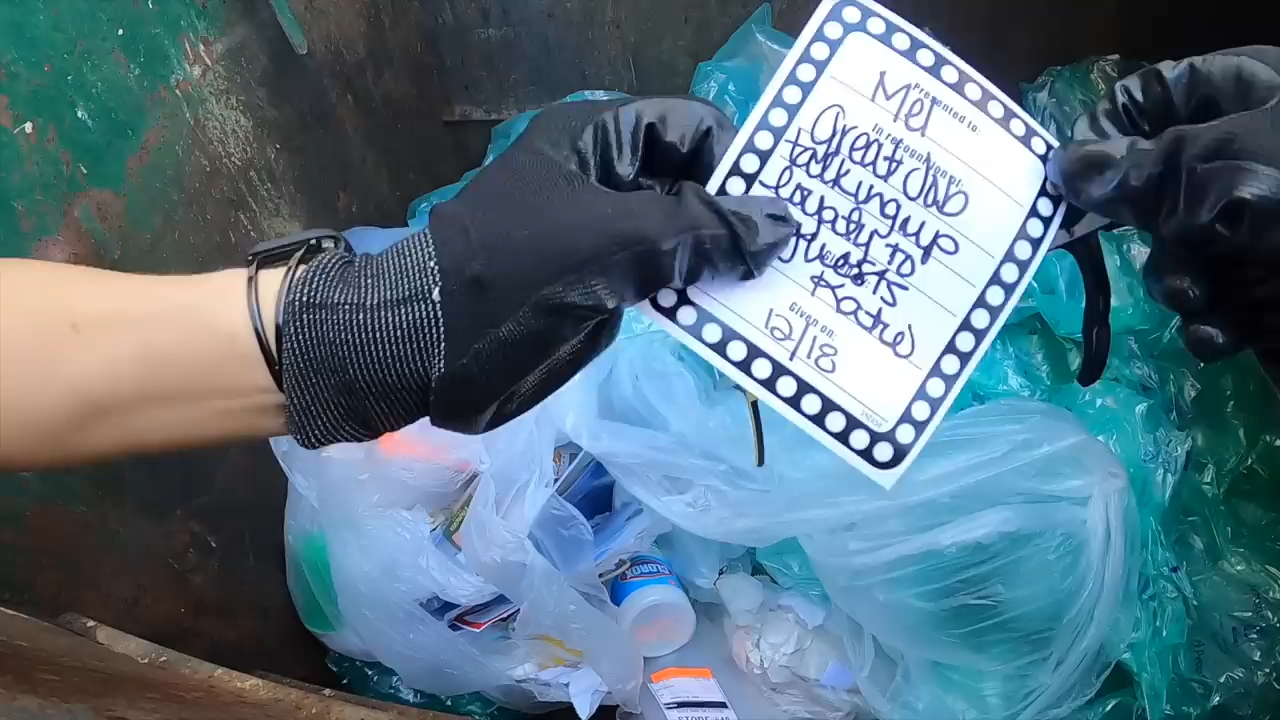 Presented to:
Mel
In recognition of:
Great Job
talking up
loyalty to
guests
Katie
Given on:
12/18
CLOROX